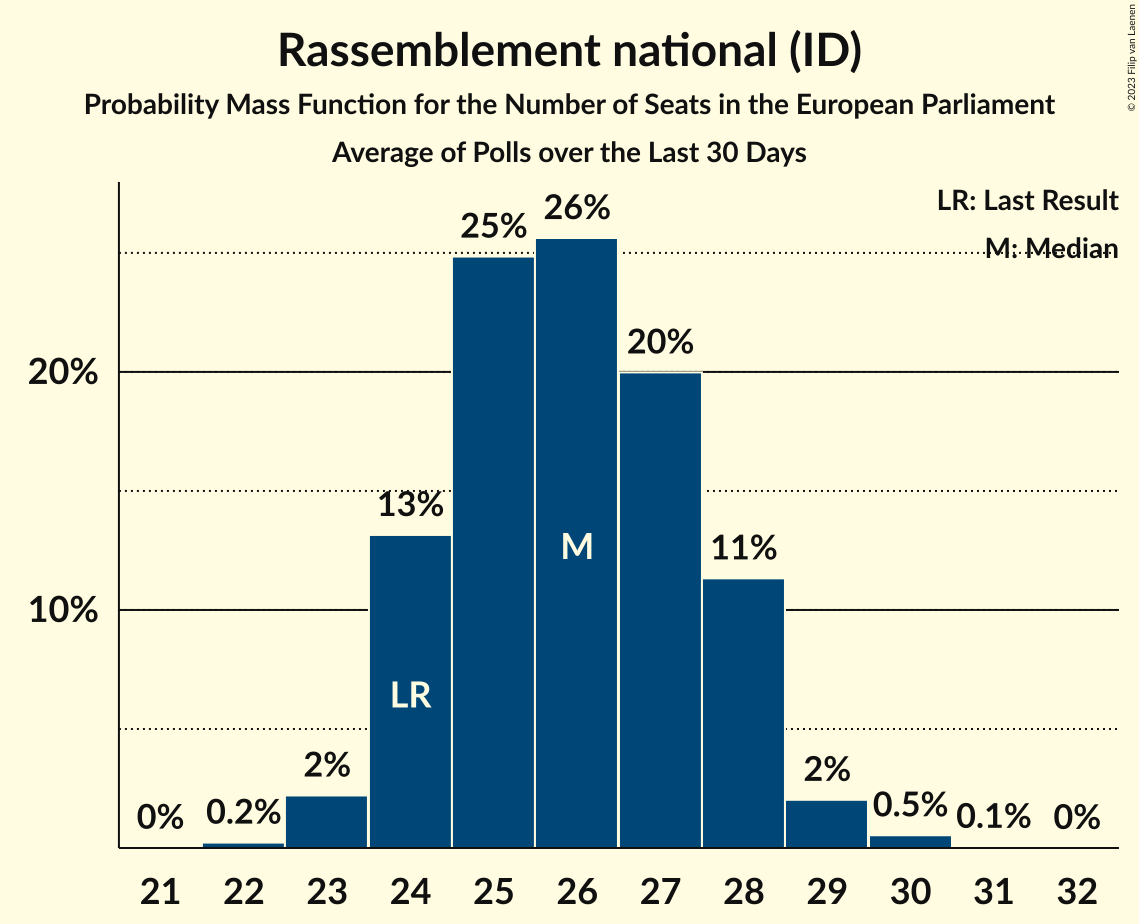 Rassemblement national (ID)
Probability Mass Function for the Number of Seats in the European Parliament
Average of Polls over the Last 30 Days
© 2023 Filip van Laenen
LR: Last Result
M: Median
20%
10%
0%
0.2%
2%
13%
25%
26%
20%
11%
2%
0.5%
0.1%
0%
LR
M
21 22 23 24 25 26 27 28 29 30 31 32